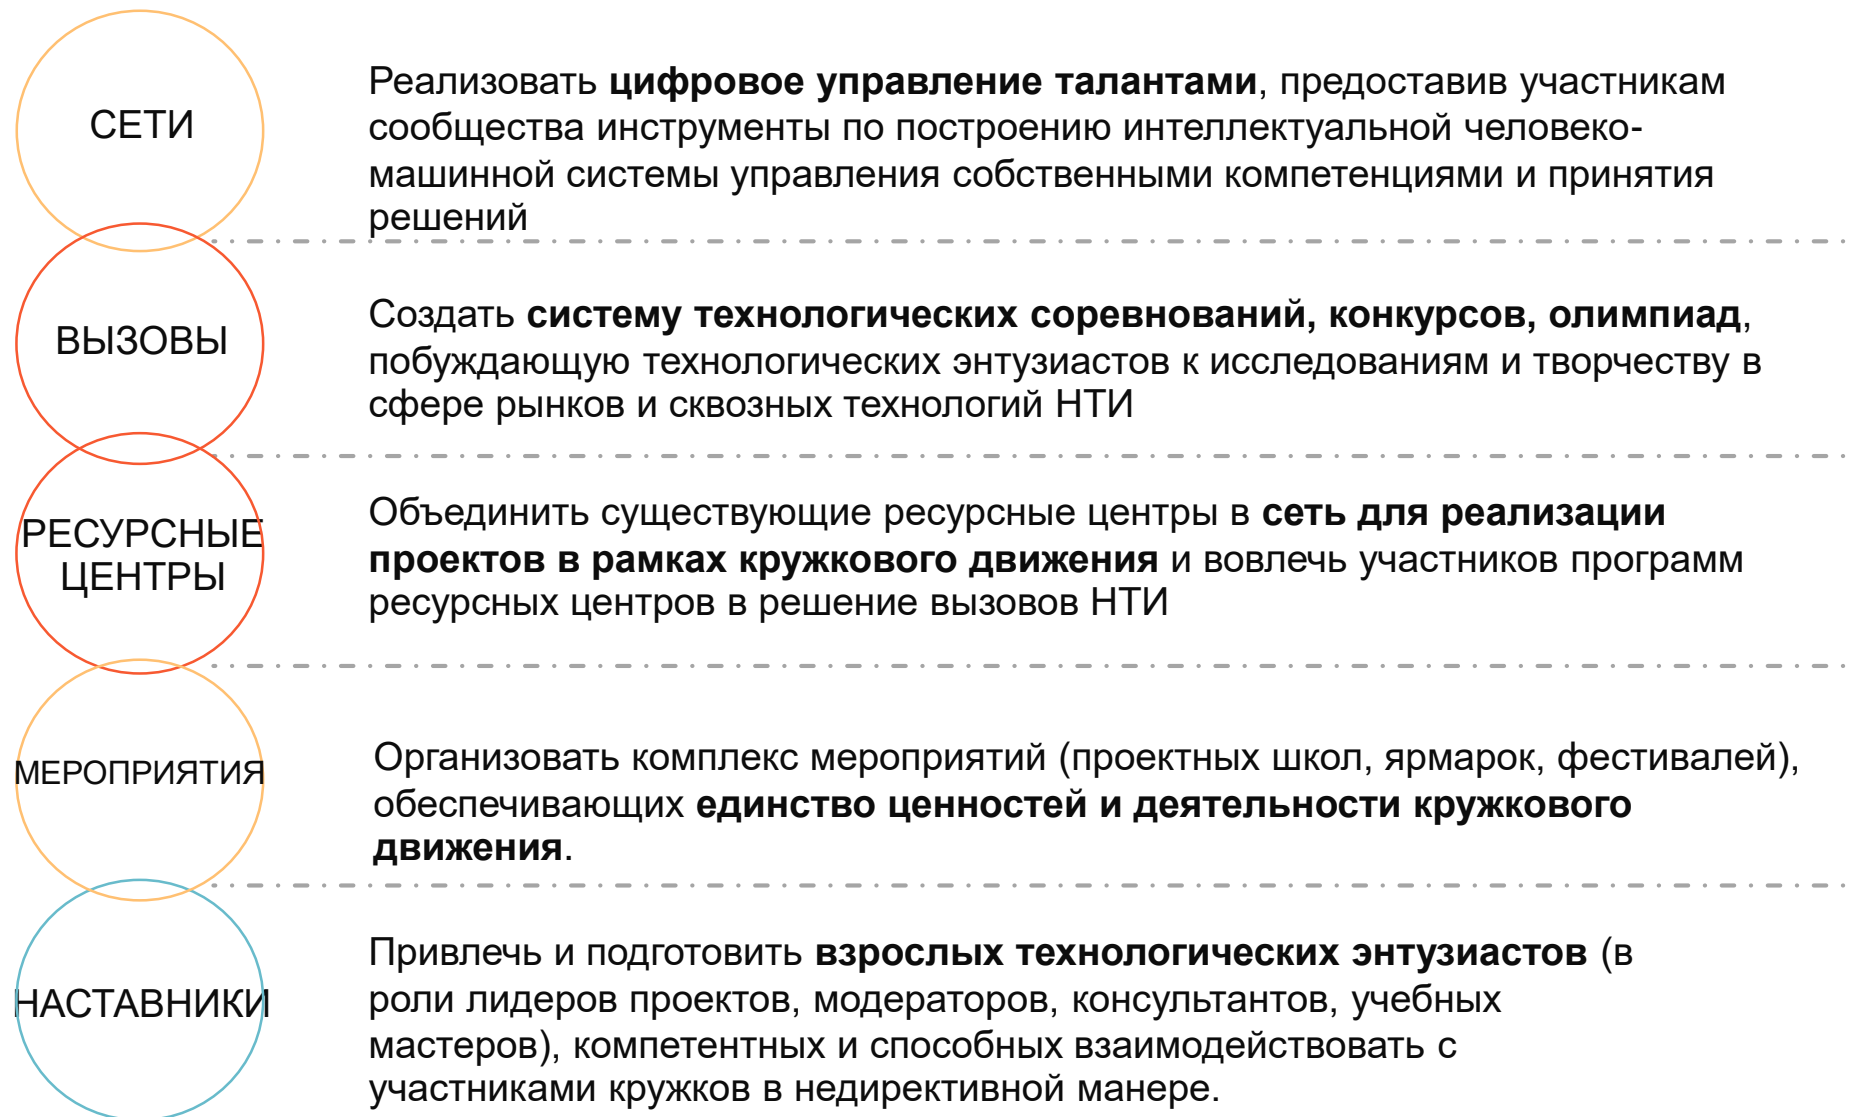 СЕТИ
Реализовать цифровое управление талантами, предоставив участникам
сообщества инструменты по построению интеллектуальной человеко-
машинной системы управления собственными компетенциями и принятия
решений
ВЫЗОВЫ
Создать систему технологических соревнований, конкурсов, олимпиад,
побуждающую технологических энтузиастов к исследованиям и творчеству в
сфере рынков и сквозных технологий НТИ
РЕСУРСНЫЕ
ЦЕНТРЫ
Объединить существующие ресурсные центры в сеть для реализации
проектов в рамках кружкового движения и вовлечь участников программ
ресурсных центров в решение вызовов НТИ
МЕРОПРИЯТИЯ
Организовать комплекс мероприятий (проектных школ, ярмарок, фестивалей),
обеспечивающих единство ценностей и деятельности кружкового
движения.
НАСТАВНИКИ
Привлечь и подготовить взрослых технологических энтузиастов (в
роли лидеров проектов, модераторов, консультантов, учебных
мастеров), компетентных и способных взаимодействовать с
участниками кружков в недирективной манере.